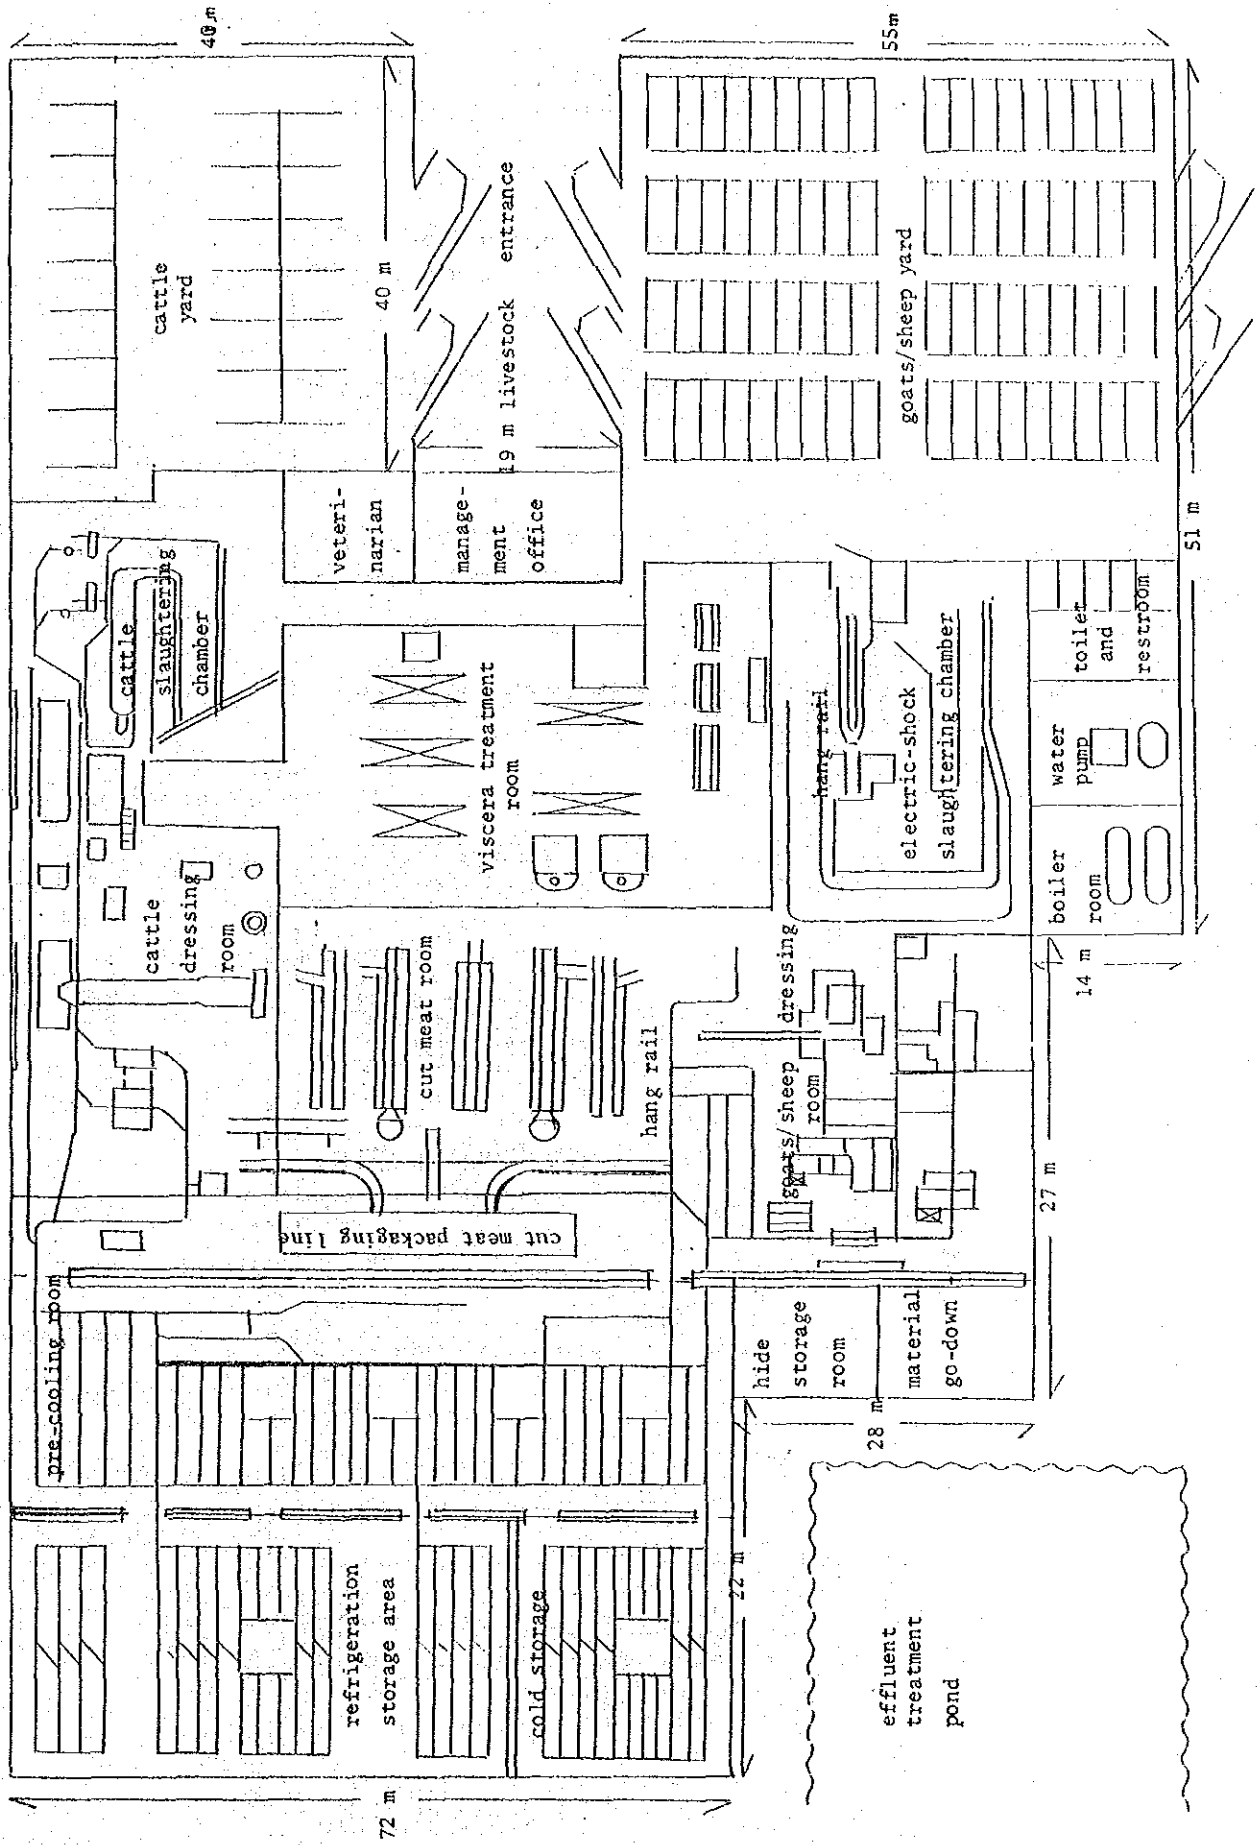 40 m
cattle
yard
40 m
19 m livestock entrance
55m
goats/sheep yard
51 m
veteri-
narian
manage-
ment
office
cattle
slaughtering
chamber
viscera treatment
room
hang rail
electric-shock
slaughtering chamber
toiler
and
restroom
water
pump
boiler
room
14 m
cattle
dressing
room
cut meat room
hang rail
goats/sheep dressing
room
27 m
cut meat packaging line
pre-cooling room
hide
storage
room
material
go-down
28 m
22 m
refrigeration
storage area
cold storage
72 m
effluent
treatment
pond